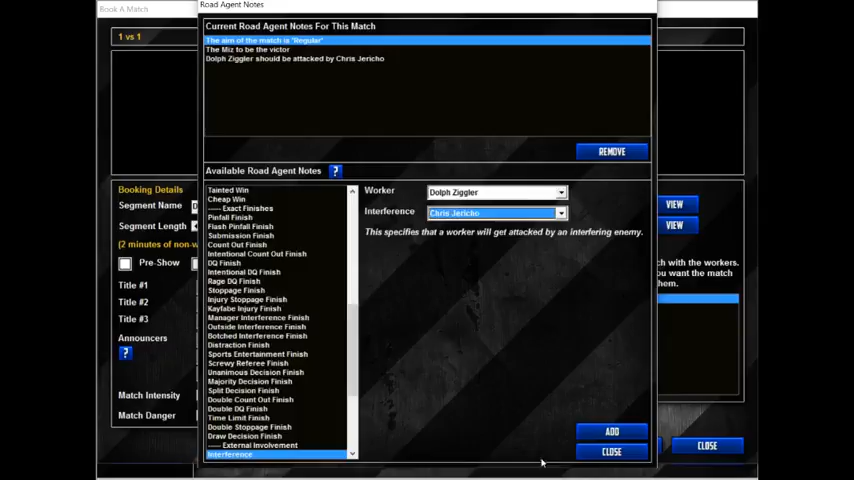 Book A Match
Road Agent Notes
1 vs 1
Current Road Agent Notes For This Match
The aim of the match is "Regular"
The Miz to be the victor
Dolph Ziggler should be attacked by Chris Jericho
REMOVE
Available Road Agent Notes ?
Tainted Win
Cheap Win
----- Exact Finishes
Pinfall Finish
Flash Pinfall Finish
Submission Finish
Count Out Finish
Intentional Count Out Finish
DQ Finish
Intentional DQ Finish
Rage DQ Finish
Stoppage Finish
Injury Stoppage Finish
Kayfabe Injury Finish
Manager Interference Finish
Outside Interference Finish
Botched Interference Finish
Distraction Finish
Sports Entertainment Finish
Screwy Referee Finish
Unanimous Decision Finish
Majority Decision Finish
Split Decision Finish
Double Count Out Finish
Double DQ Finish
Time Limit Finish
Double Stoppage Finish
Draw Decision Finish
----- External Involvement
Interference
Worker Dolph Ziggler
Interference Chris Jericho
This specifies that a worker will get attacked by an interfering enemy.
ADD
CLOSE
Booking Details
Segment Name
Segment Length
(2 minutes of non-w
Pre-Show
Title #1
Title #2
Title #3
Announcers
?
Match Intensity
Match Danger
VIEW
VIEW
ch with the workers.
ou want the match
hem.
CLOSE